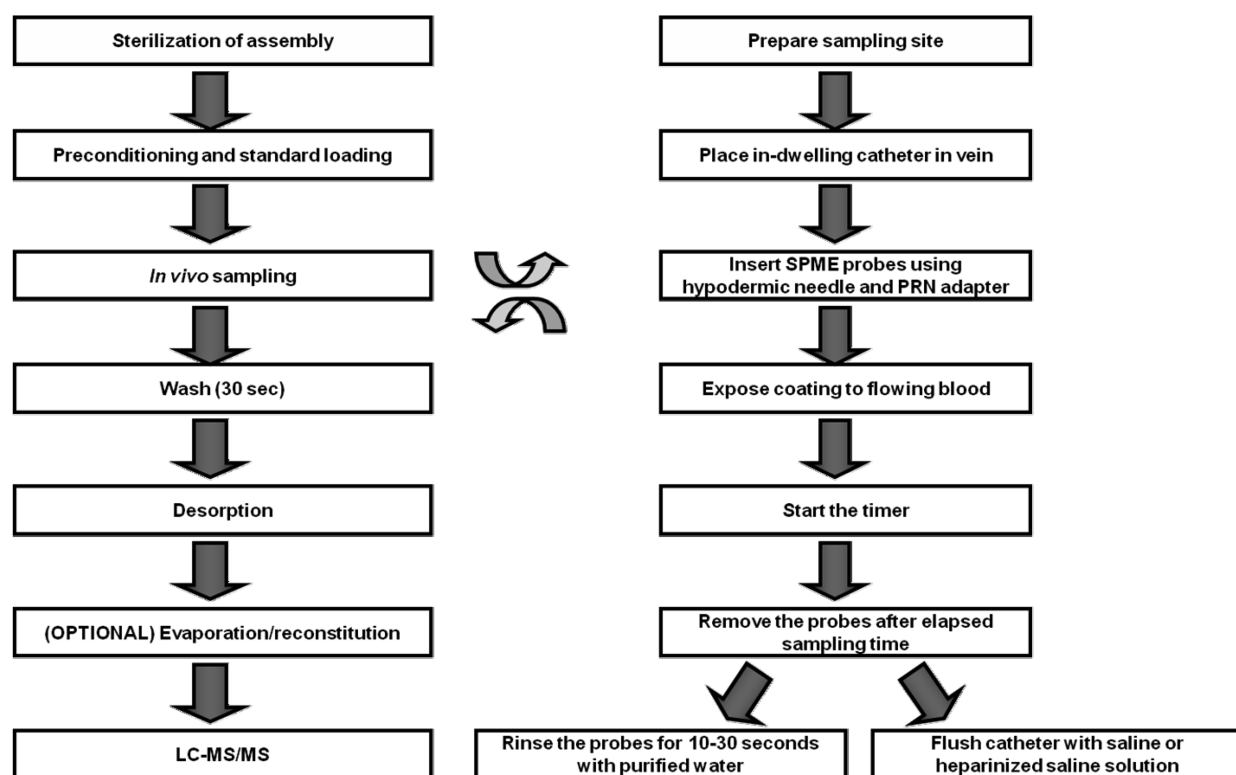 Sterilization of assembly
Preconditioning and standard loading
In vivo sampling
Wash (30 sec)
Desorption
(OPTIONAL) Evaporation/reconstitution
LC-MS/MS
Prepare sampling site
Place in-dwelling catheter in vein
Insert SPME probes using
hypodermic needle and PRN adapter
Expose coating to flowing blood
Start the timer
Remove the probes after elapsed
sampling time
Rinse the probes for 10-30 seconds
with purified water
Flush catheter with saline or
heparinized saline solution